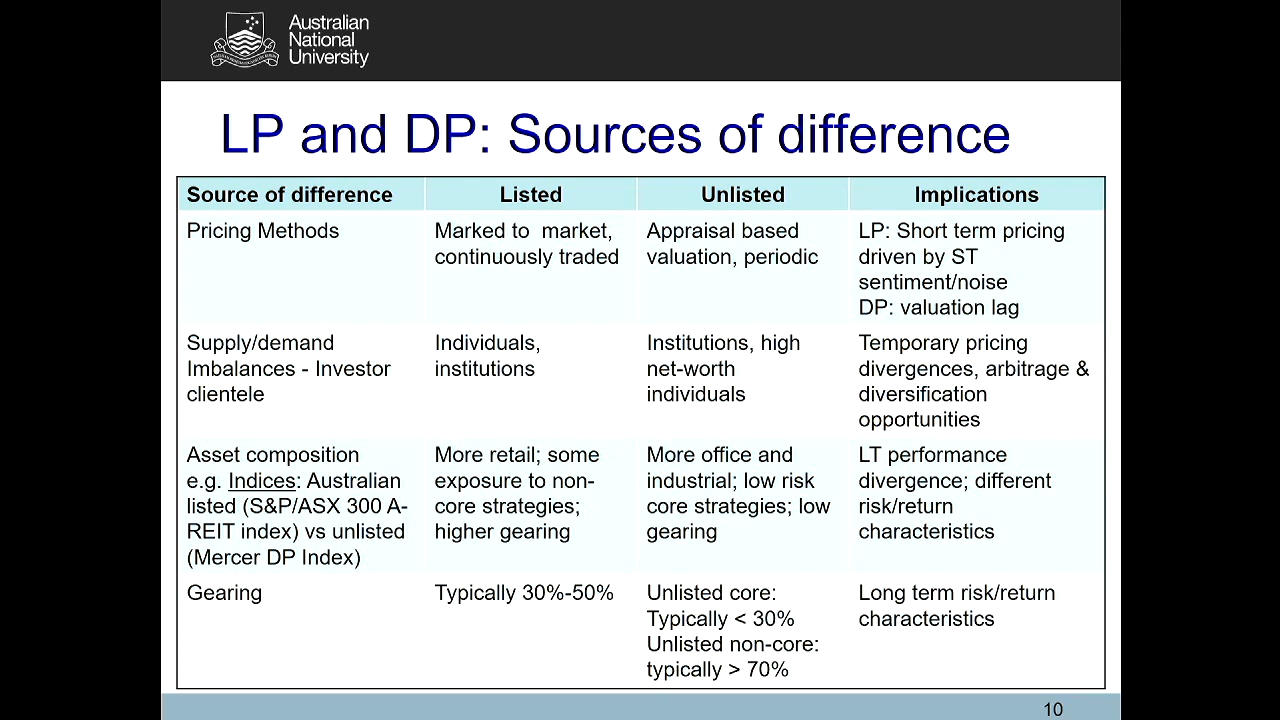 Australian
National
University
LP and DP: Sources of difference
Source of difference
Listed
Unlisted
Implications
Pricing Methods
Marked to market,
continuously traded
Appraisal based
valuation, periodic
LP: Short term pricing
driven by ST
sentiment/noise
DP: valuation lag
Supply/demand
Imbalances - Investor
clientele
Individuals,
institutions
Institutions, high
net-worth
individuals
Temporary pricing
divergences, arbitrage &
diversification
opportunities
Asset composition
e.g. Indices: Australian
listed (S&P/ASX 300 A-
REIT index) vs unlisted
(Mercer DP Index)
More retail; some
exposure to non-
core strategies;
higher gearing
More office and
industrial; low risk
core strategies; low
gearing
LT performance
divergence; different
risk/return
characteristics
Gearing
Typically 30%-50%
Unlisted core:
Typically < 30%
Unlisted non-core:
typically > 70%
Long term risk/return
characteristics
10